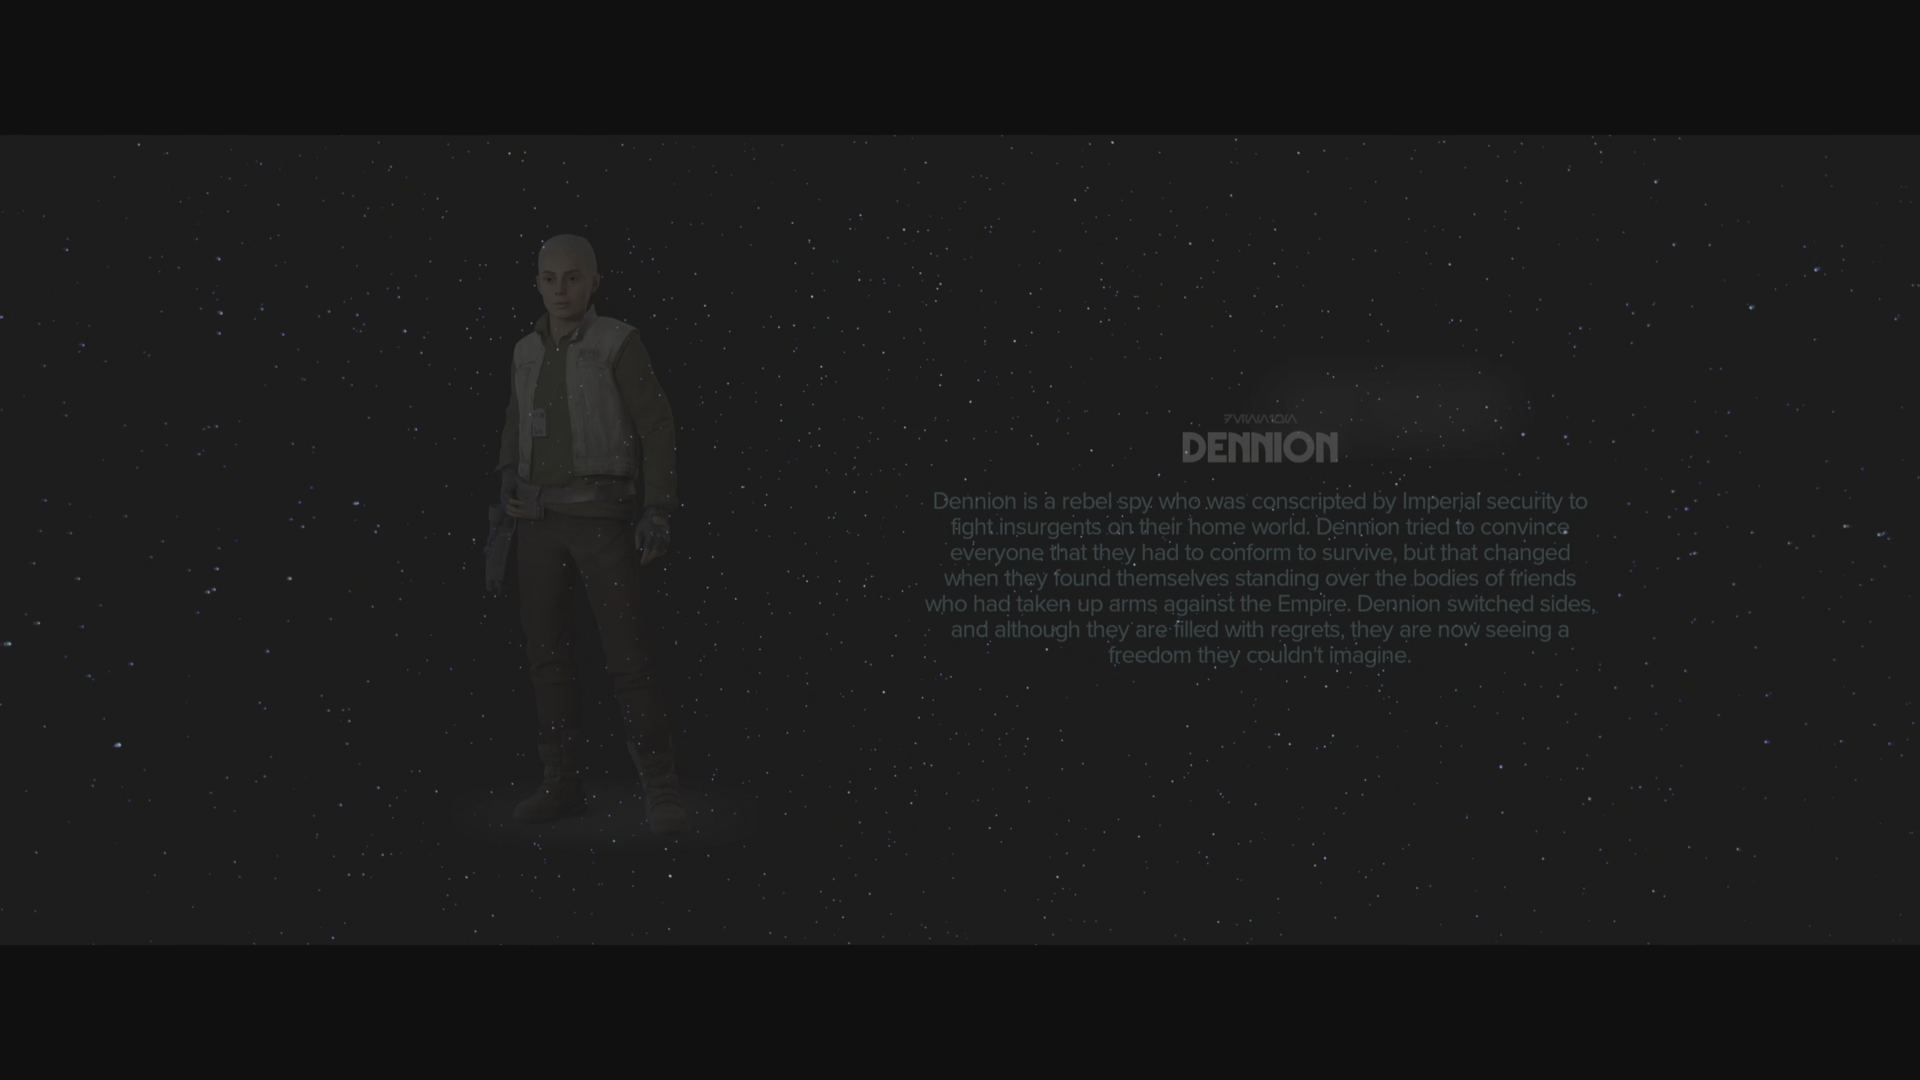 DENNION
Dennion is a rebel spy who was conscripted by Imperial security to
fight insurgents on their home world. Dennion tried to convince
everyone that they had to conform to survive, but that changed
when they found themselves standing over the bodies of friends
who had taken up arms against the Empire. Dennion switched sides,
and although they are filled with regrets, they are now seeing a
freedom they couldn't imagine.